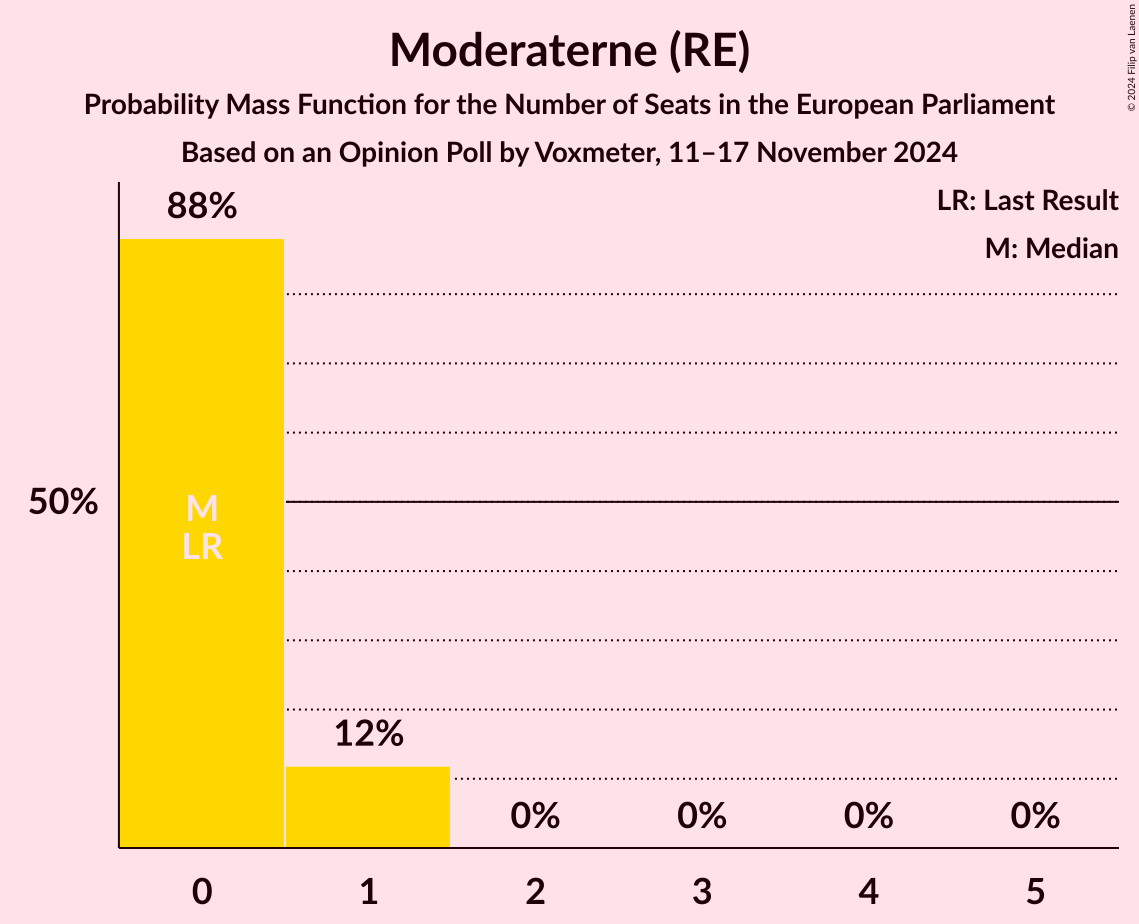 Moderaterne (RE)
Probability Mass Function for the Number of Seats in the European Parliament
Based on an Opinion Poll by Voxmeter, 11–17 November 2024
© 2024 Filip van Laenen
LR: Last Result
M: Median
88%
50%
M
LR
12%
0% 0% 0% 0%
0 1 2 3 4 5